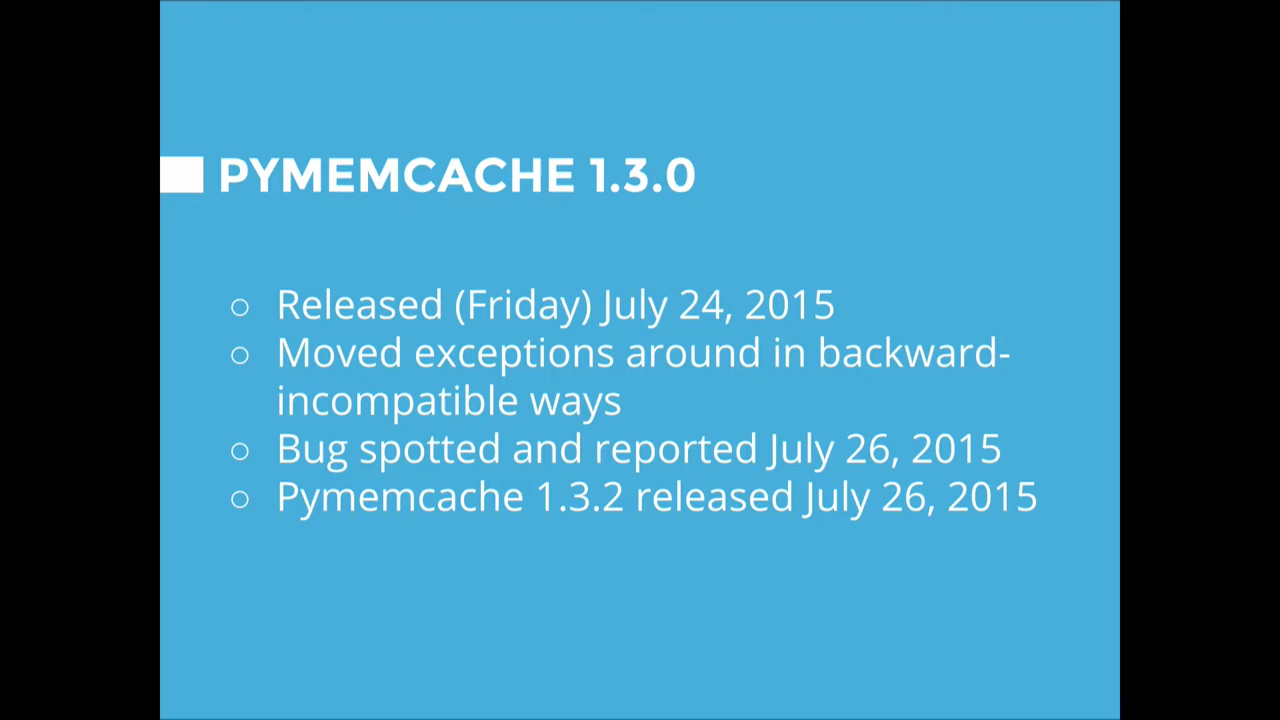 PYMEMCACHE 1.3.0
○ Released (Friday) July 24, 2015
○ Moved exceptions around in backward-
incompatible ways
○ Bug spotted and reported July 26, 2015
○ Pymemcache 1.3.2 released July 26, 2015